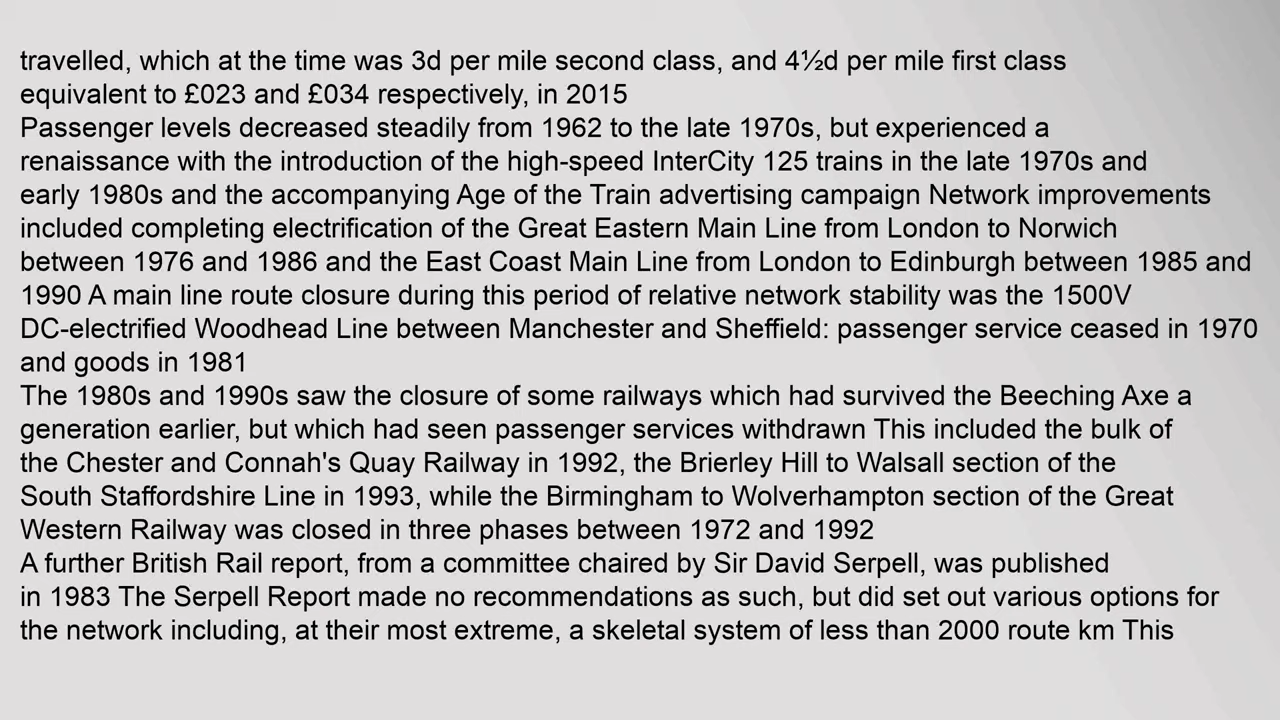 travelled, which at the time was 3d per mile second class, and 4½d per mile first class
equivalent to £023 and £034 respectively, in 2015
Passenger levels decreased steadily from 1962 to the late 1970s, but experienced a
renaissance with the introduction of the high-speed InterCity 125 trains in the late 1970s and
early 1980s and the accompanying Age of the Train advertising campaign Network improvements
included completing electrification of the Great Eastern Main Line from London to Norwich
between 1976 and 1986 and the East Coast Main Line from London to Edinburgh between 1985 and
1990 A main line route closure during this period of relative network stability was the 1500V
DC-electrified Woodhead Line between Manchester and Sheffield: passenger service ceased in 1970
and goods in 1981
The 1980s and 1990s saw the closure of some railways which had survived the Beeching Axe a
generation earlier, but which had seen passenger services withdrawn This included the bulk of
the Chester and Connah's Quay Railway in 1992, the Brierley Hill to Walsall section of the
South Staffordshire Line in 1993, while the Birmingham to Wolverhampton section of the Great
Western Railway was closed in three phases between 1972 and 1992
A further British Rail report, from a committee chaired by Sir David Serpell, was published
in 1983 The Serpell Report made no recommendations as such, but did set out various options for
the network including, at their most extreme, a skeletal system of less than 2000 route km This